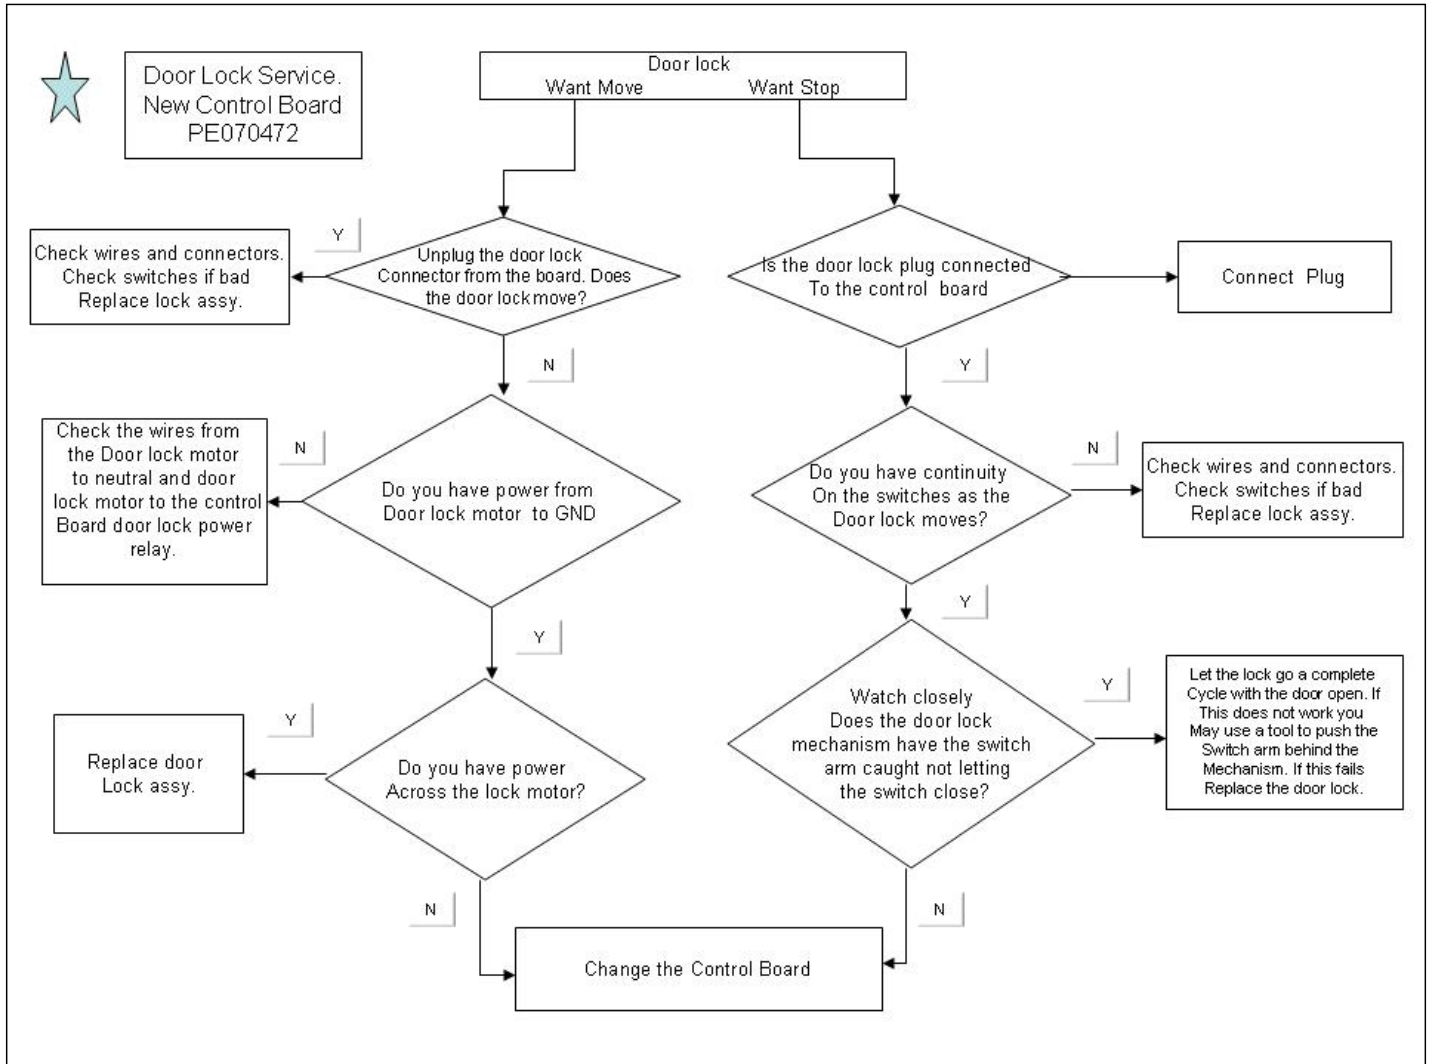 Door Lock Service.
New Control Board
PE070472
Door lock
Want Move Want Stop
Y
Check wires and connectors.
Check switches if bad
Replace lock assy.
Unplug the door lock
Connector from the board. Does
the door lock move?
Is the door lock plug connected
To the control board
Connect Plug
N
Y
Check the wires from
the Door lock motor
to neutral and door
lock motor to the control
Board door lock power
relay.
N
Do you have power from
Door lock motor to GND
Do you have continuity
On the switches as the
Door lock moves?
N
Check wires and connectors.
Check switches if bad
Replace lock assy.
Y
Y
Replace door
Lock assy.
Y
Do you have power
Across the lock motor?
Watch closely
Does the door lock
mechanism have the switch
arm caught not letting
the switch close?
Y
Let the lock go a complete
Cycle with the door open. If
This does not work you
May use a tool to push the
Switch arm behind the
Mechanism. If this fails
Replace the door lock.
N
N
Change the Control Board